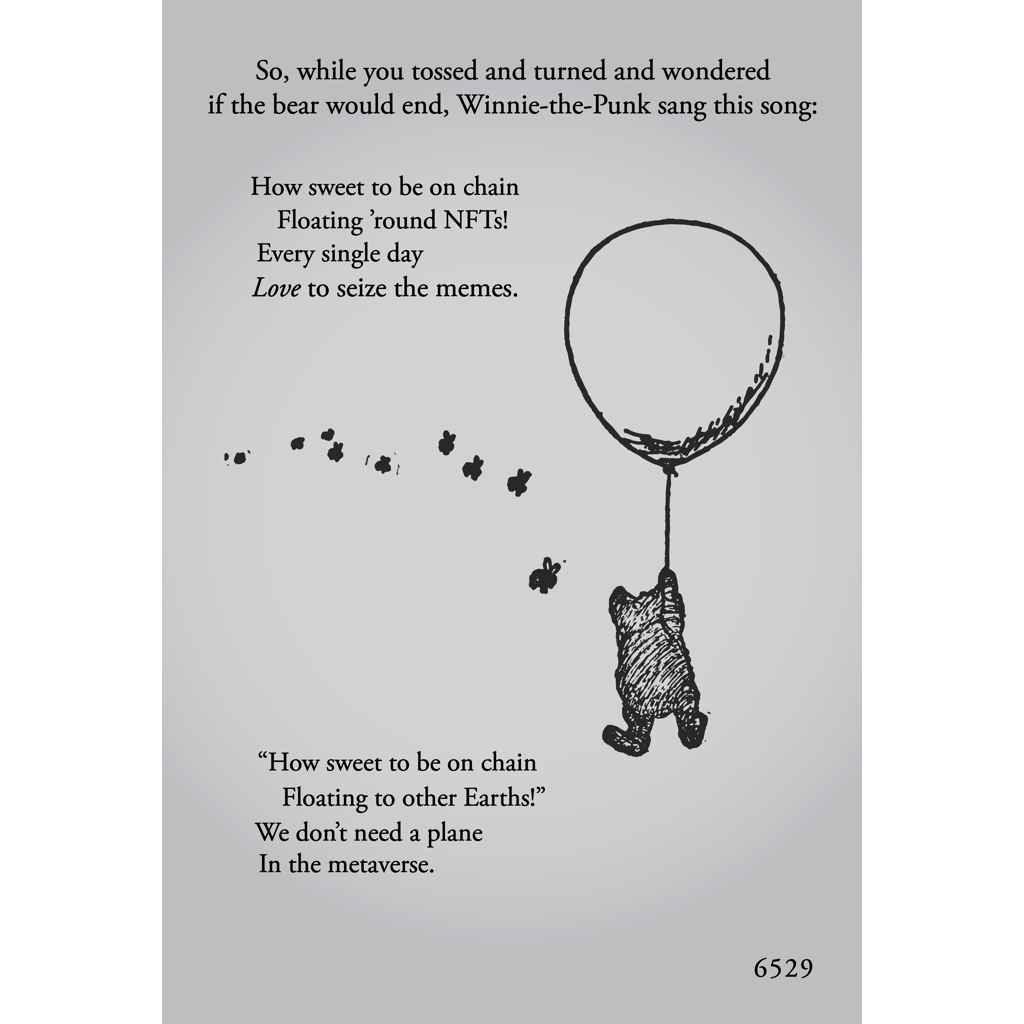 So, while you tossed and turned and wondered
if the bear would end, Winnie-the-Punk sang this song:
How sweet to be on chain
Floating ’round NFTs!
Every single day
Love to seize the memes.
“How sweet to be on chain
Floating to other Earths!”
We don’t need a plane
In the metaverse.
6529